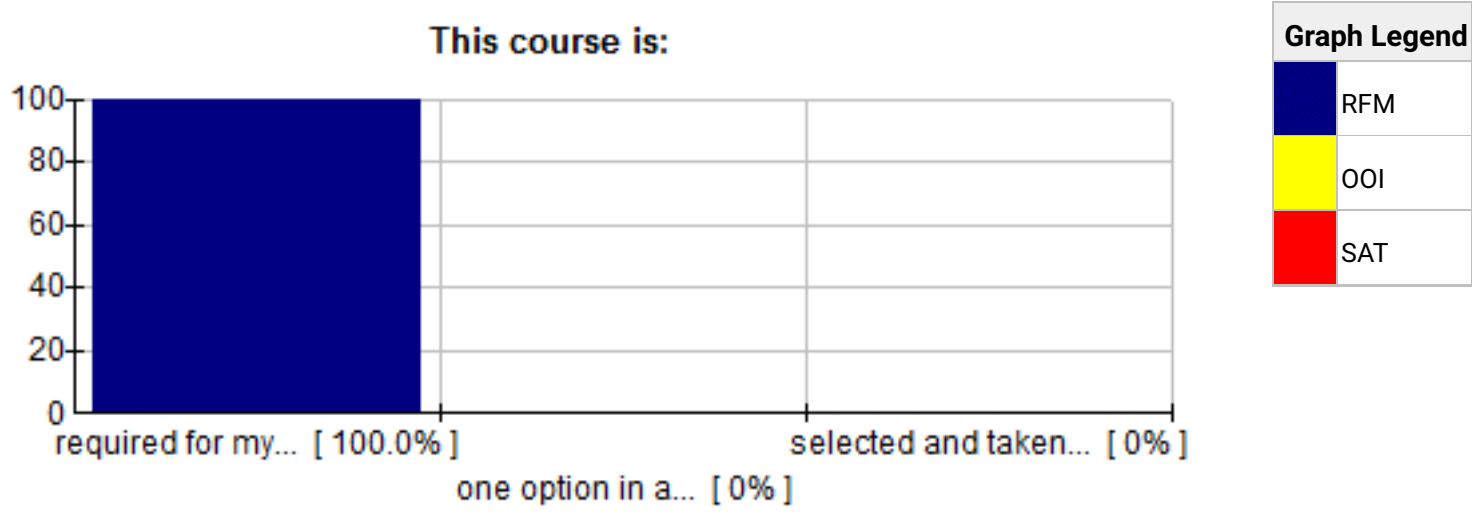 This course is:
100
80
60
40
20
0
required for my... [ 100.0% ]
one option in a... [ 0% ]
selected and taken... [ 0% ]
Graph Legend
RFM
OOI
SAT